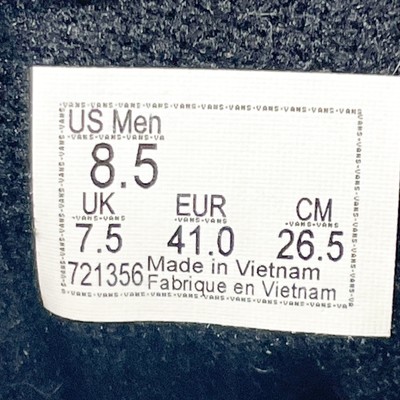 US Men
8.5
UK EUR CM
7.5 41.0 26.5
721356 Made in Vietnam
Fabrique en Vietnam